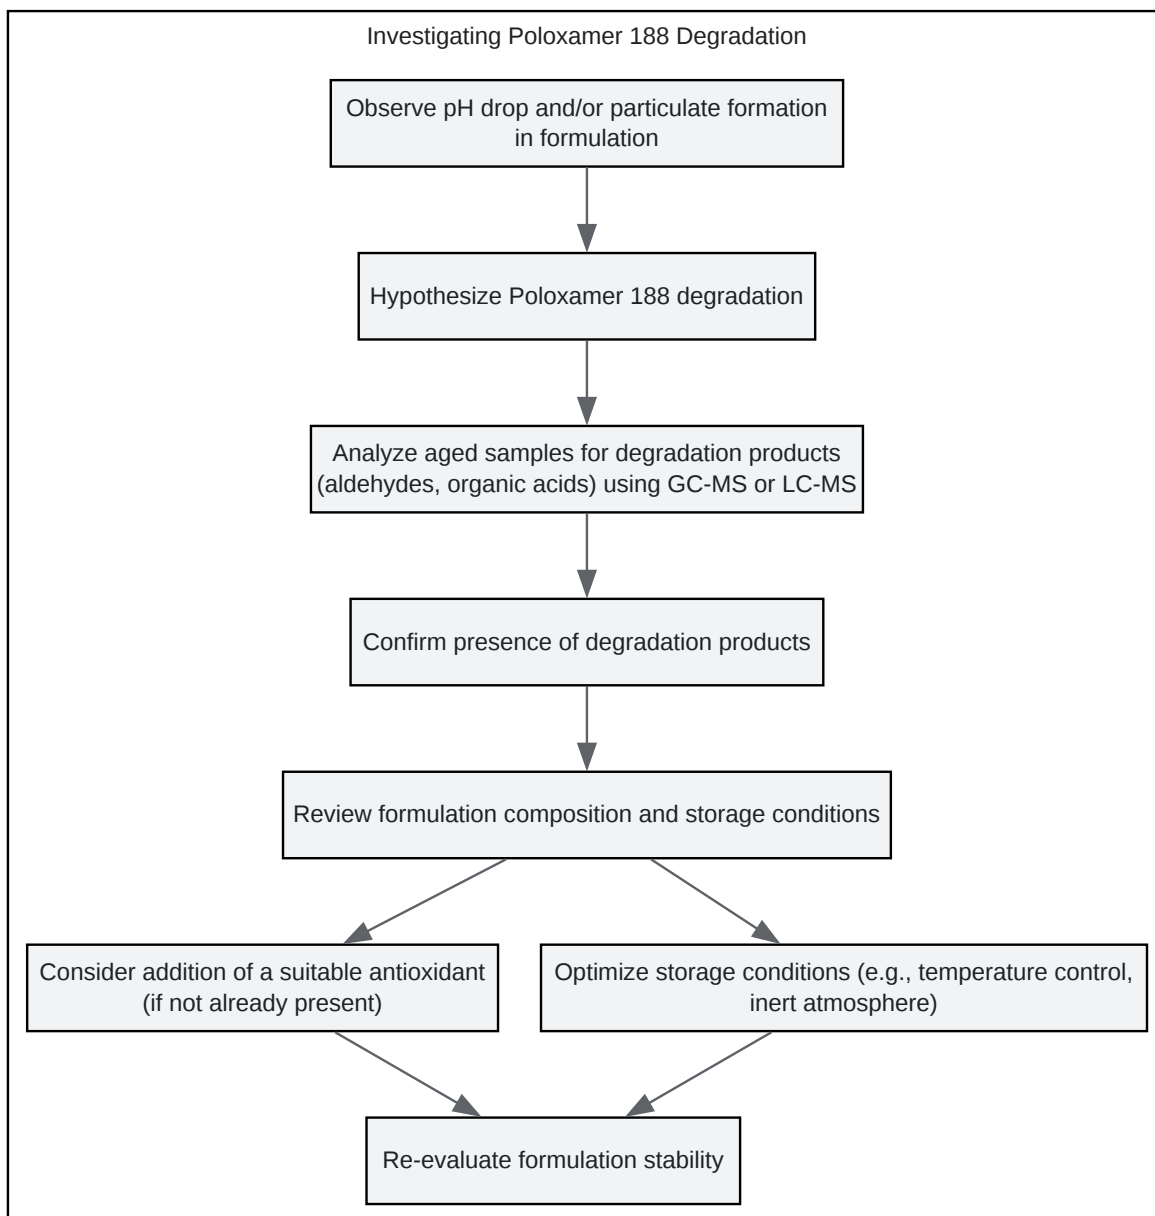 Investigating Poloxamer 188 Degradation
Observe pH drop and/or particulate formation
in formulation
Hypothesize Poloxamer 188 degradation
Analyze aged samples for degradation products
(aldehydes, organic acids) using GC-MS or LC-MS
Confirm presence of degradation products
Review formulation composition and storage conditions
Consider addition of a suitable antioxidant
(if not already present)
Optimize storage conditions (e.g., temperature control,
inert atmosphere)
Re-evaluate formulation stability